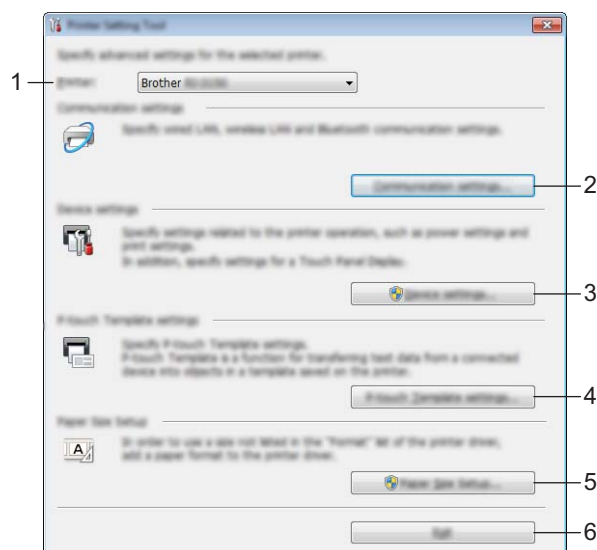 Printer Setting Tool
Specify advanced settings for the selected printer.
1
Printer:
Brother
Communication settings
Specify wired LAN, wireless LAN and Bluetooth communication settings.
Communication settings...
2
Device settings
Specify settings related to the printer operation, such as power settings and
print settings.
In addition, specify settings for a Touch Panel Display.
Device settings...
3
P-touch Template settings
Specify P-touch Template settings.
P-touch Template is a function for transferring text data from a connected
device into objects in a template saved on the printer.
P-touch Template settings...
4
Paper Size Setup
In order to use a size not listed in the "Format" list of the printer driver,
add a paper format to the printer driver.
Paper Size Setup...
5
Exit
6